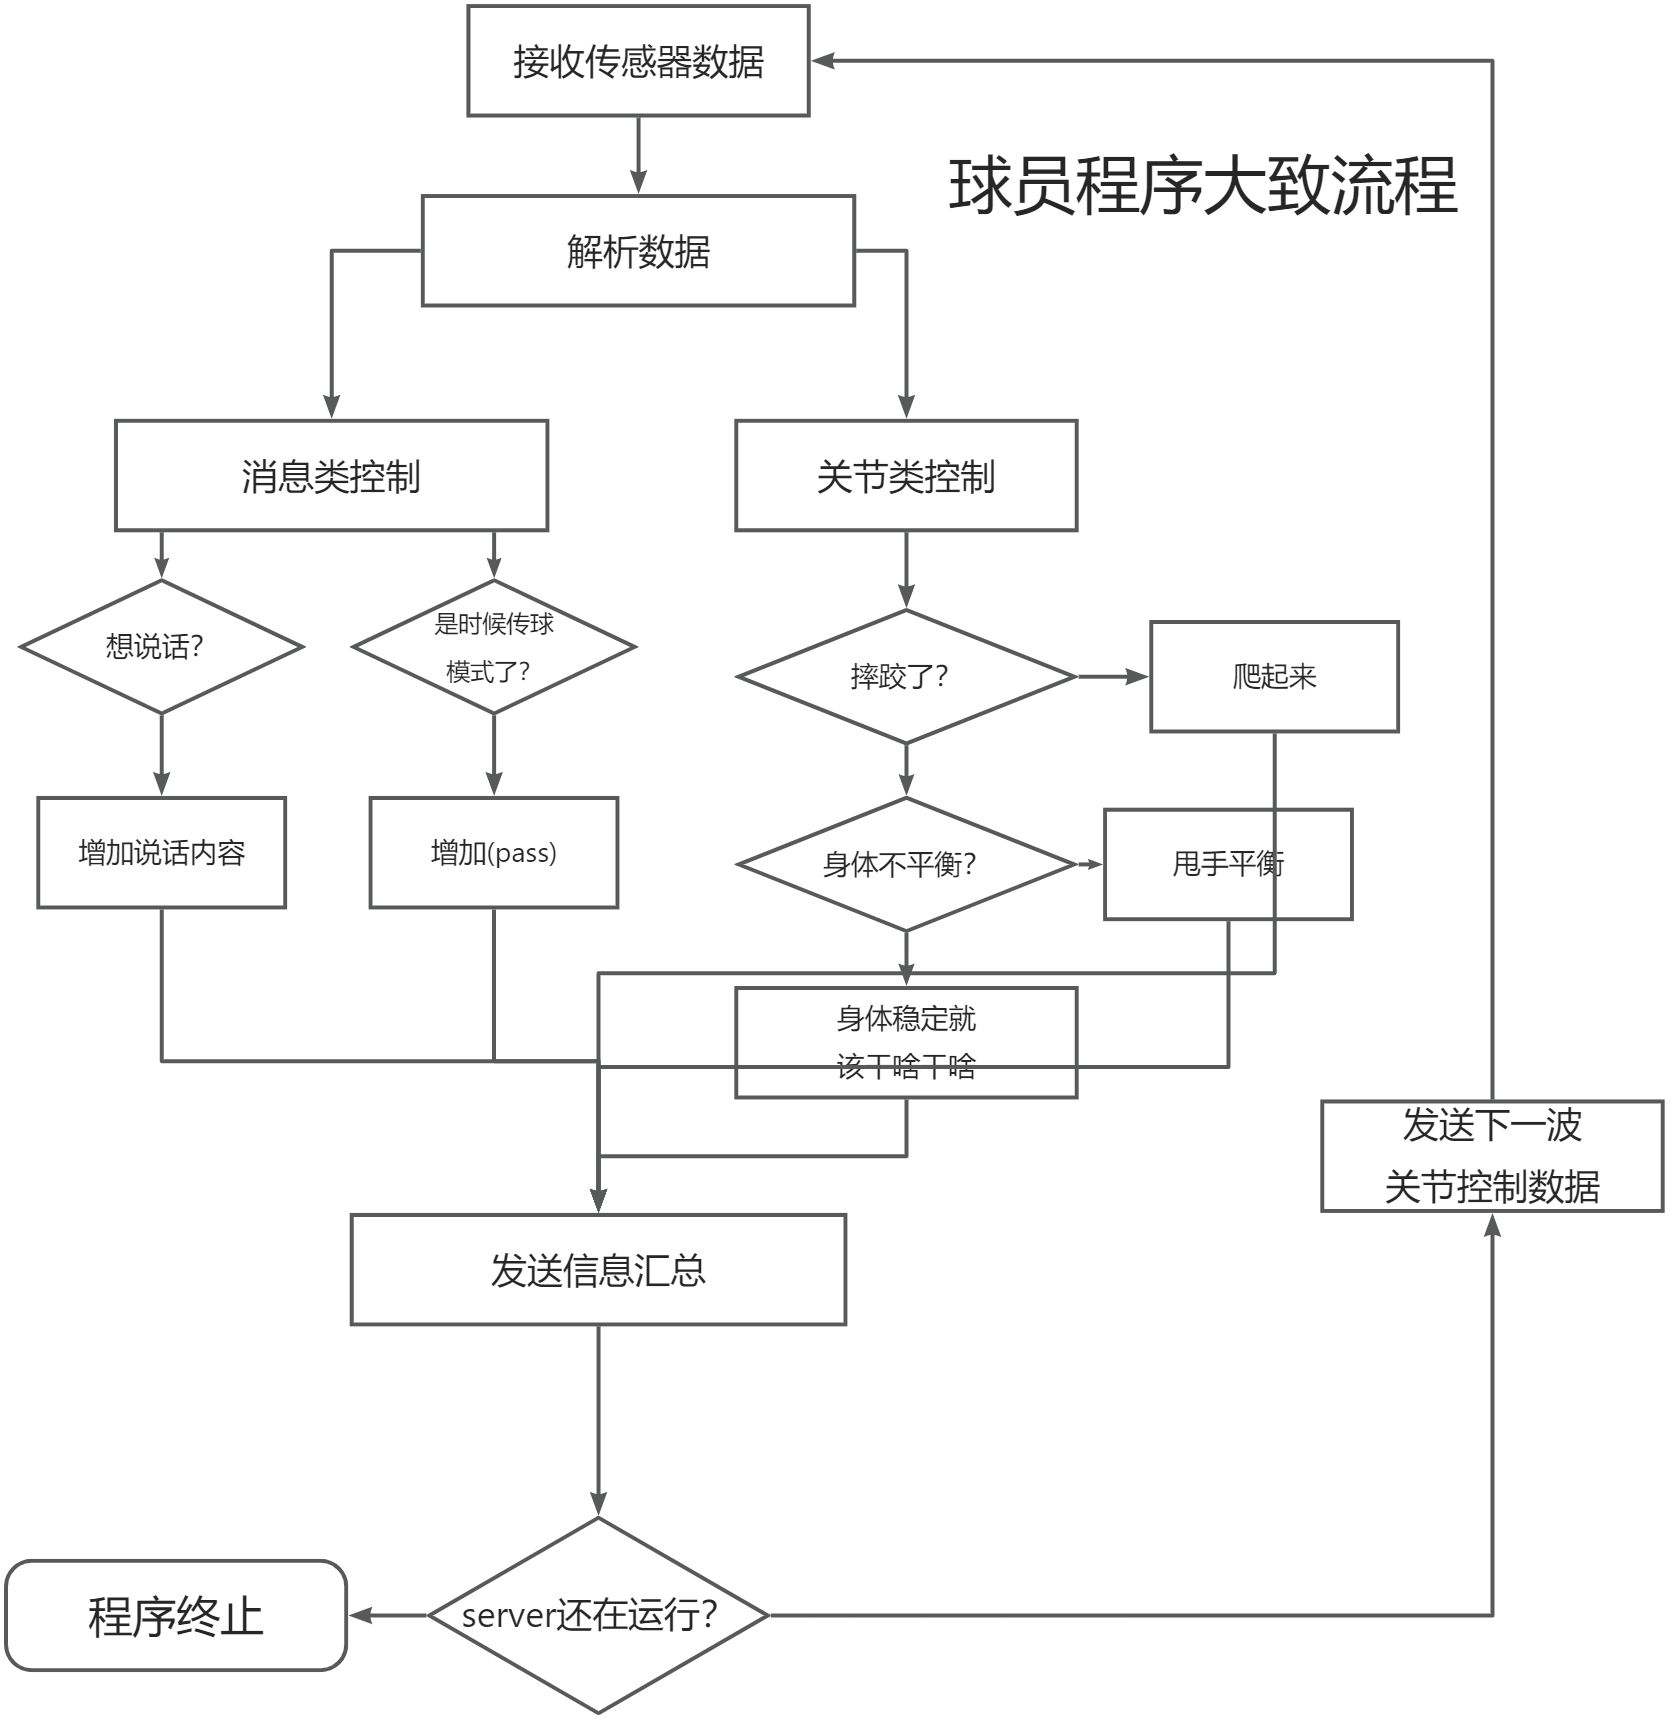 接收传感器数据
球员程序大致流程
解析数据
消息类控制
关节类控制
想说话?
是时候传球
模式了?
摔跤了?
爬起来
增加说话内容
增加(pass)
身体不平衡?
甩手平衡
身体稳定就
该干啥干啥
发送下一波
关节控制数据
发送信息汇总
程序终止
server还在运行?